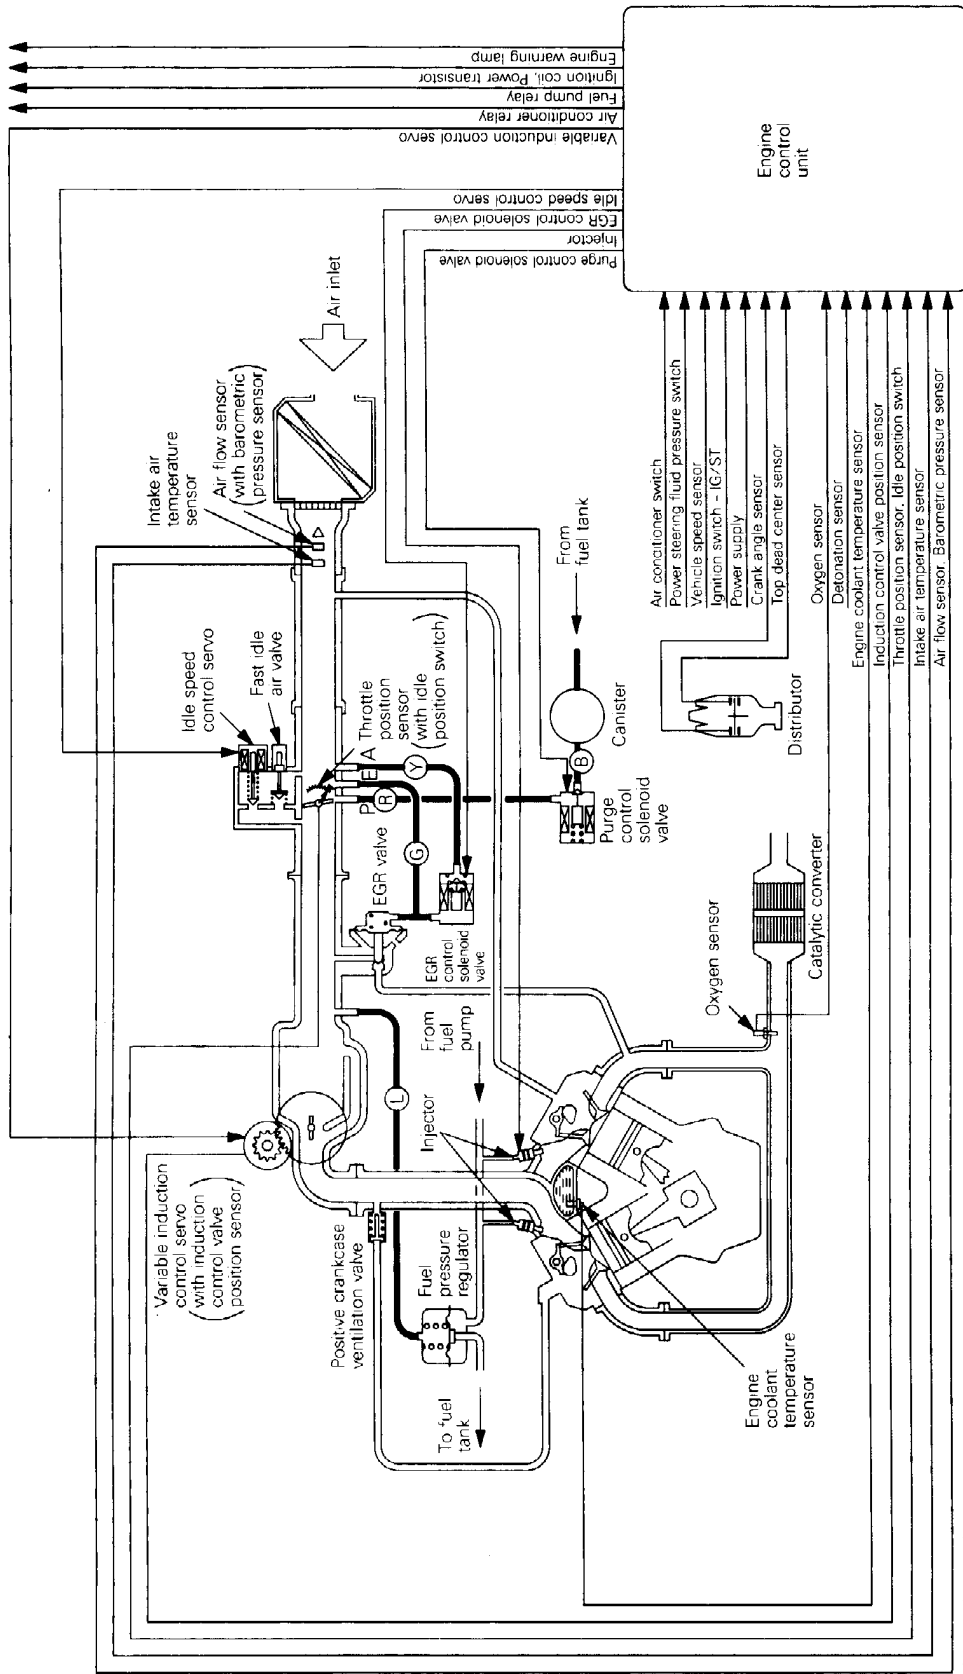 Engine warning lamp
Ignition coil, Power transistor
Fuel pump relay
Air conditioner relay
Variable induction control servo
Idle speed control servo
EGR control solenoid valve
Injector
Purge control solenoid valve
Engine
control
unit
Air conditioner switch
Power steering fluid pressure switch
Vehicle speed sensor
Ignition switch – IG/ST
Power supply
Crank angle sensor
Top dead center sensor
Oxygen sensor
Detonation sensor
Engine coolant temperature sensor
Induction control valve position sensor
Throttle position sensor, Idle position switch
Intake air temperature sensor
Air flow sensor, Barometric pressure sensor
Air inlet
Air flow sensor
(with barometric
pressure sensor)
Intake air
temperature
sensor
Idle speed
control servo
Fast idle
air valve
Throttle
position
sensor
(with idle
position switch)
P
E
A
R
G
Y
B
L
EGR valve
EGR
control
solenoid
valve
From
fuel tank
Canister
Purge
control
solenoid
valve
Distributor
Variable induction
control servo
(with induction
control valve
position sensor)
Positive crankcase
ventilation valve
Fuel
pressure
regulator
Injector
From
fuel
pump
To fuel
tank
Oxygen sensor
Catalytic converter
Engine
coolant
temperature
sensor